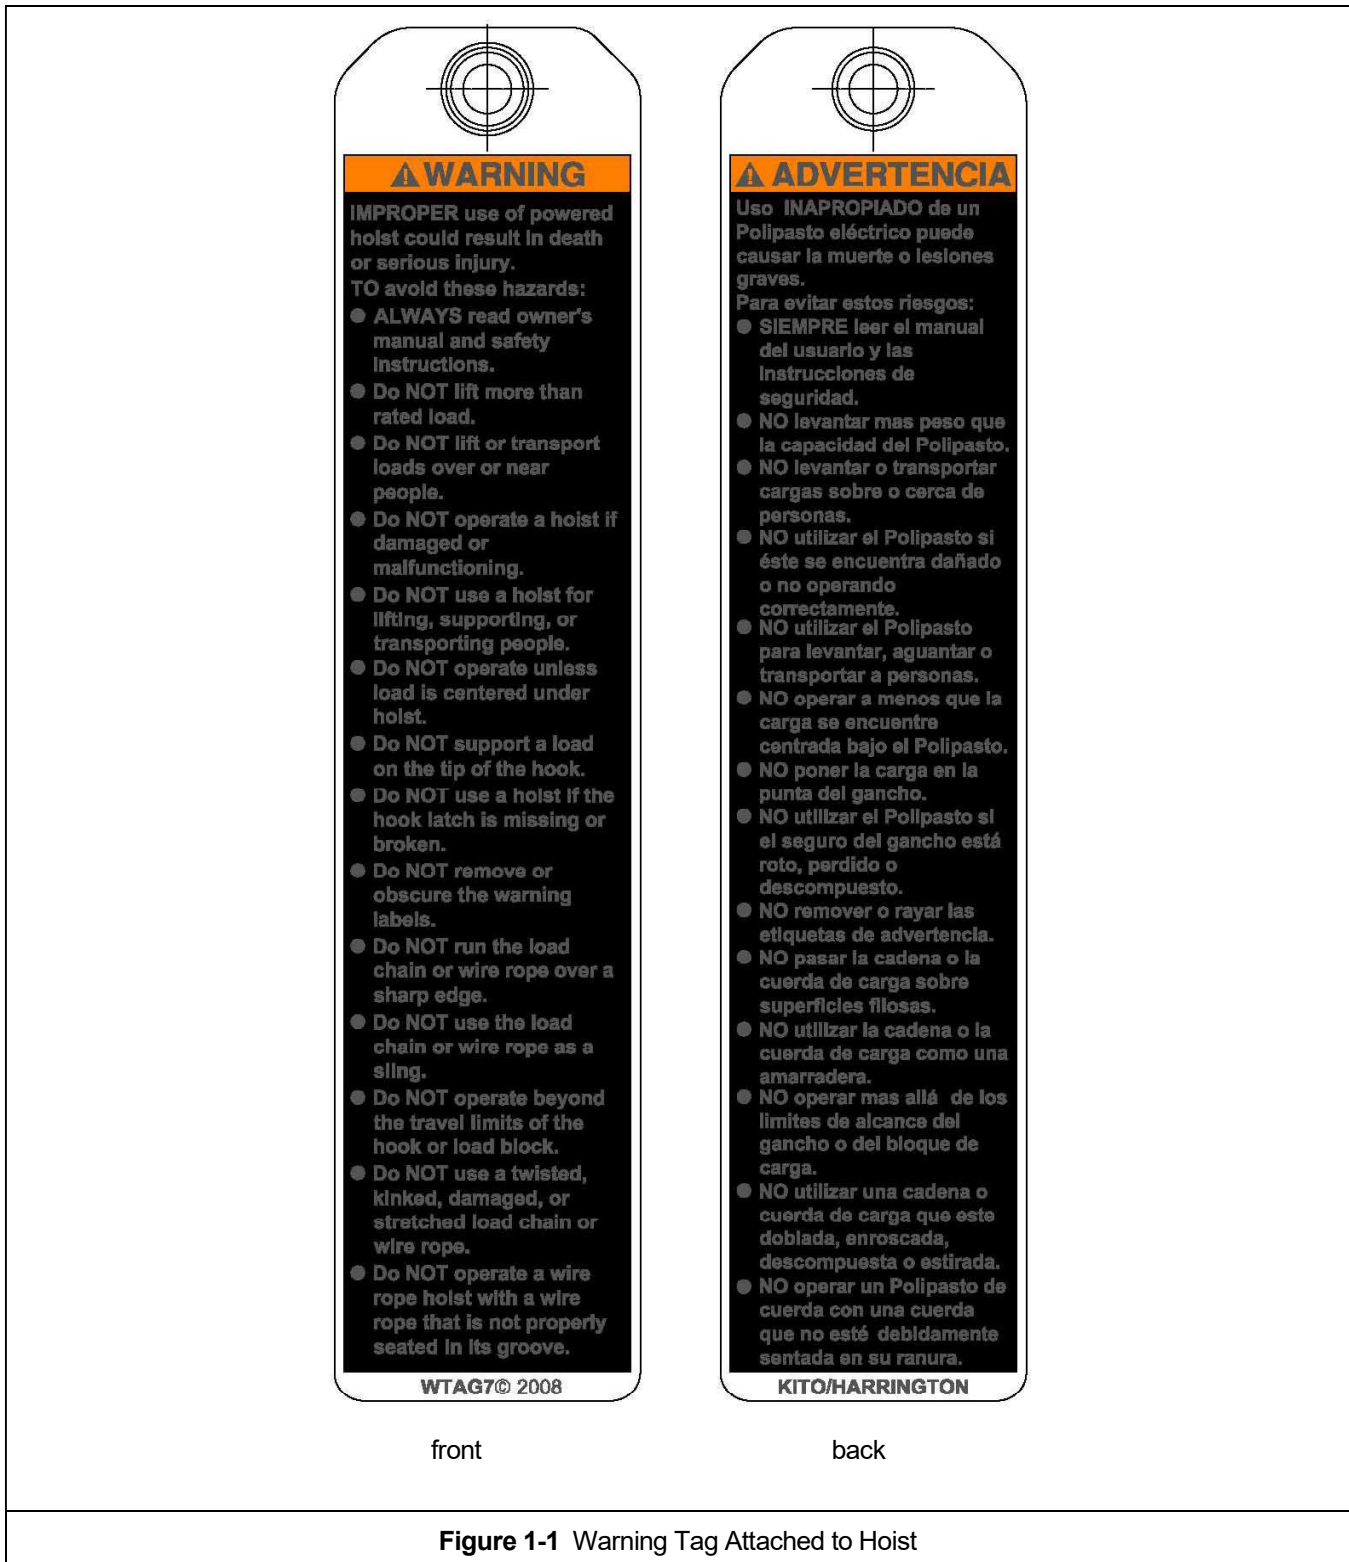 WARNING
IMPROPER use of powered
hoist could result in death
or serious injury.
TO avoid these hazards:
● ALWAYS read owner's
manual and safety
instructions.
● Do NOT lift more than
rated load.
● Do NOT lift or transport
loads over or near
people.
● Do NOT operate a hoist if
damaged or
malfunctioning.
● Do NOT use a hoist for
lifting, supporting, or
transporting people.
● Do NOT operate unless
load is centered under
hoist.
● Do NOT support a load
on the tip of the hook.
● Do NOT use a hoist if the
hook latch is missing or
broken.
● Do NOT remove or
obscure the warning
labels.
● Do NOT run the load
chain or wire rope over a
sharp edge.
● Do NOT use the load
chain or wire rope as a
sling.
● Do NOT operate beyond
the travel limits of the
hook or load block.
● Do NOT use a twisted,
kinked, damaged, or
stretched load chain or
wire rope.
● Do NOT operate a wire
rope hoist with a wire
rope that is not properly
seated in its groove.
WTAG7© 2008
front
ADVERTENCIA
Uso INAPROPIADO de un
Polipasto eléctrico puede
causar la muerte o lesiones
graves.
Para evitar estos riesgos:
● SIEMPRE leer el manual
del usuario y las
instrucciones de
seguridad.
● NO levantar mas peso que
la capacidad del Polipasto.
● NO levantar o transportar
cargas sobre o cerca de
personas.
● NO utilizar el Polipasto si
éste se encuentra dañado
o no operando
correctamente.
● NO utilizar el Polipasto
para levantar, aguantar o
transportar a personas.
● NO operar a menos que la
carga se encuentre
centrada bajo el Polipasto.
● NO poner la carga en la
punta del gancho.
● NO utilizar el Polipasto si
el seguro del gancho está
roto, perdido o
descompuesto.
● NO remover o rayar las
etiquetas de advertencia.
● NO pasar la cadena o la
cuerda de carga sobre
superficies filosas.
● NO utilizar la cadena o la
cuerda de carga como una
amarradera.
● NO operar mas allá de los
limites de alcance del
gancho o del bloque de
carga.
● NO utilizar una cadena o
cuerda de carga que este
doblada, enroscada,
descompuesta o estirada.
● NO operar un Polipasto de
cuerda con una cuerda
que no esté debidamente
sentada en su ranura.
KITO/HARRINGTON
back
Figure 1-1 Warning Tag Attached to Hoist